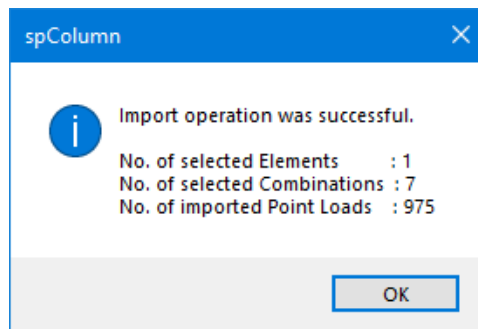 spColumn
Import operation was successful.
No. of selected Elements : 1
No. of selected Combinations : 7
No. of imported Point Loads : 975
OK